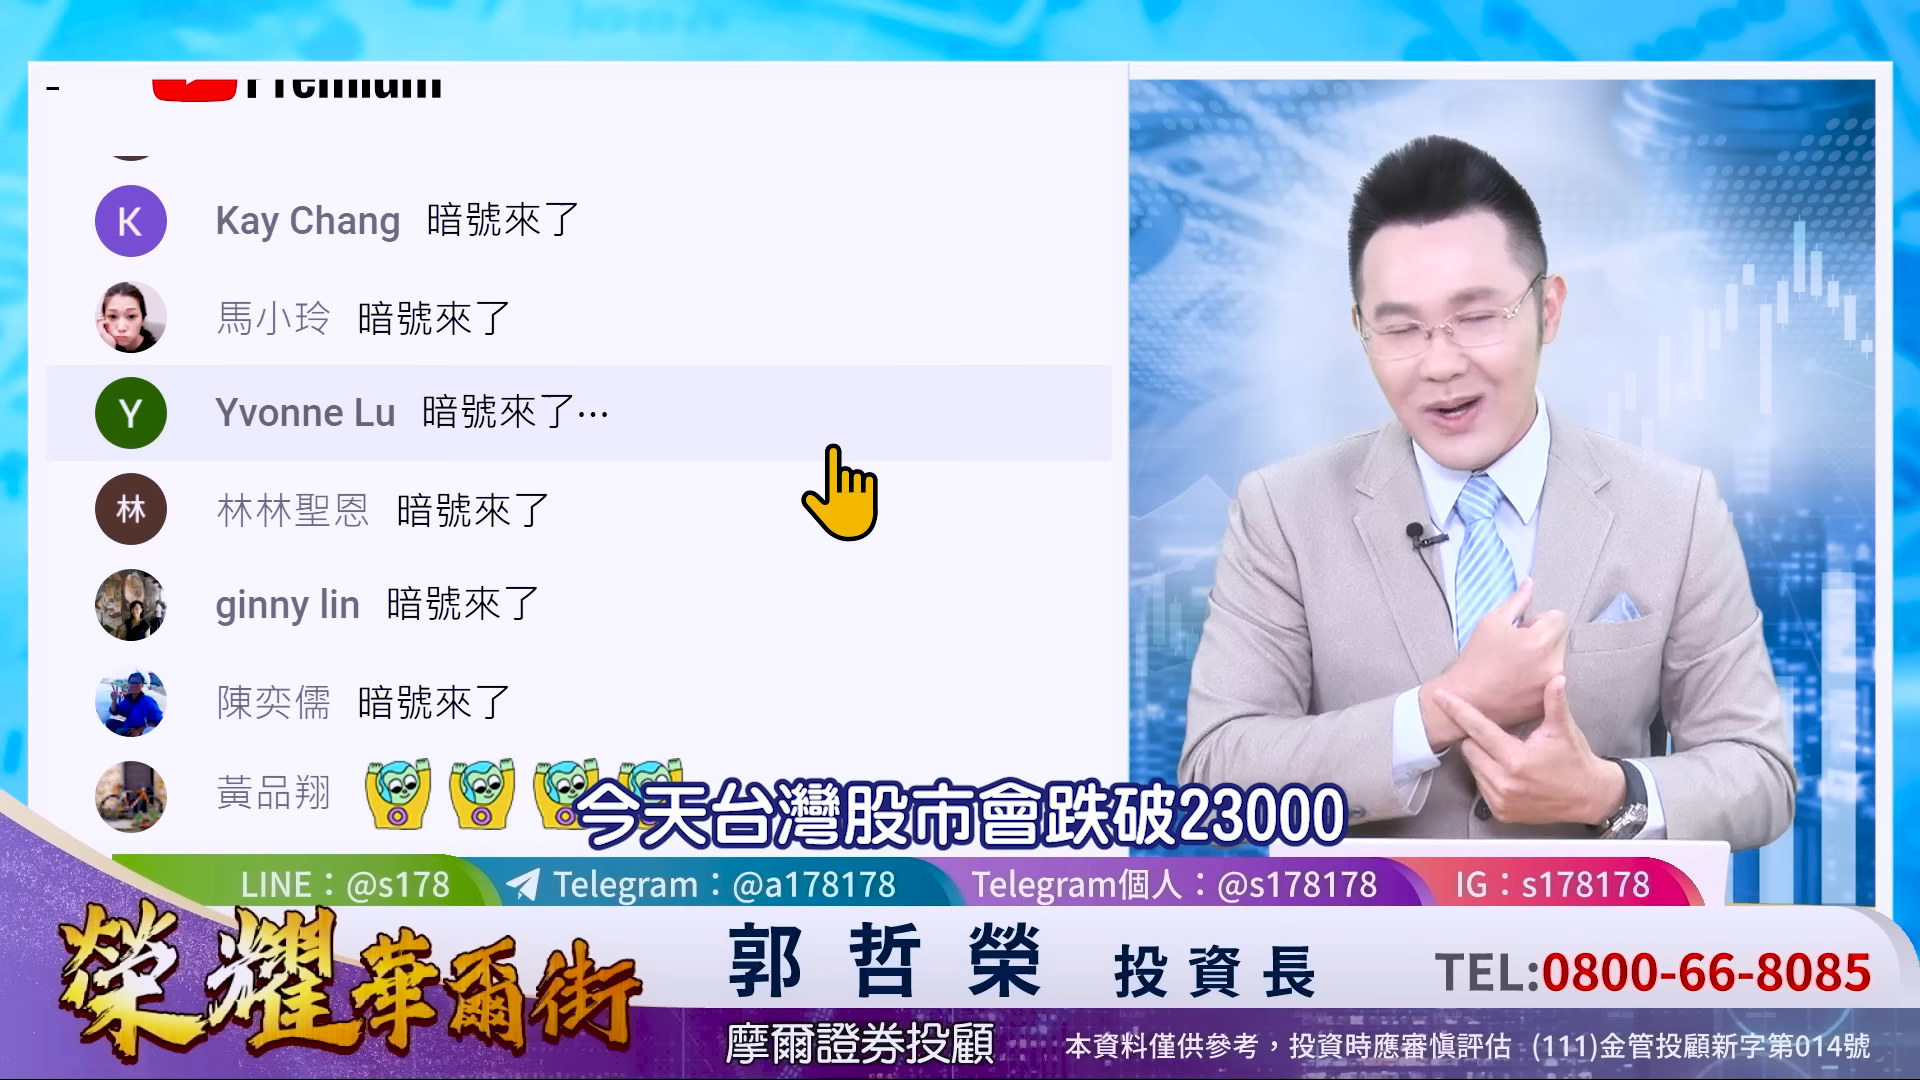 Premium
K Kay Chang 暗號來了
馬小玲 暗號來了
Y Yvonne Lu 暗號來了…
林 林林聖恩 暗號來了
ginny lin 暗號來了
陳奕儒 暗號來了
黃品翔
今天台灣股市會跌破23000
LINE：@s178 Telegram：@a178178 Telegram個人：@s178178 IG：s178178
榮耀華爾街
郭哲榮 投資長 TEL:0800-66-8085
摩爾證券投顧 本資料僅供參考，投資時應審慎評估 (111)金管投顧新字第014號